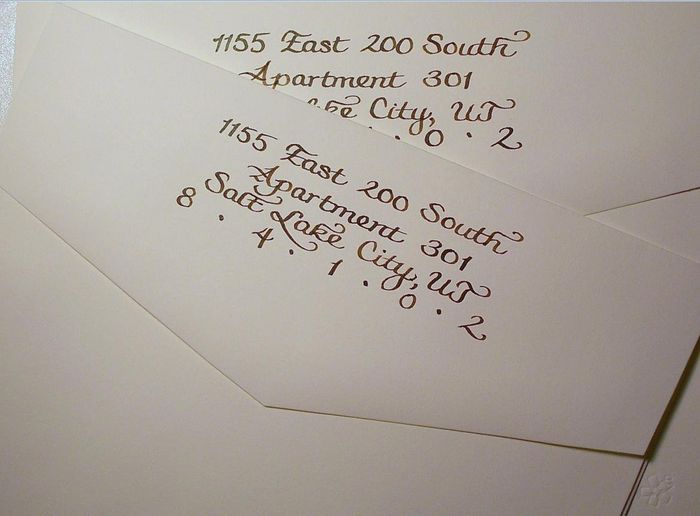 1155 East 200 South
Apartment 301
Lake City, UT
0 · 2
1155 East 200 South
Apartment 301
Salt Lake City, UT
8 · 4 · 1 · 0 · 2